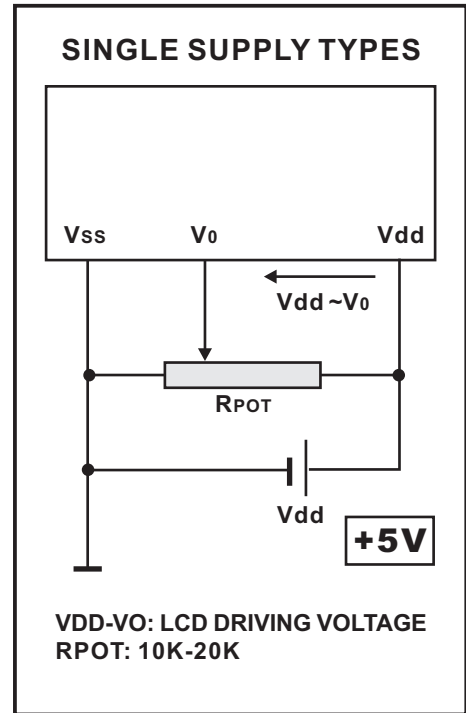 SINGLE SUPPLY TYPES
VSS V0 Vdd
Vdd ~V0
RPOT
Vdd
+5V
VDD-VO: LCD DRIVING VOLTAGE
RPOT: 10K-20K